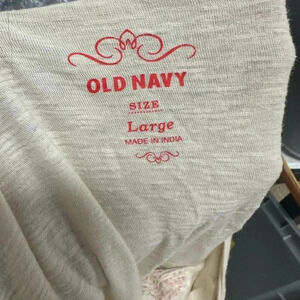 OLD NAVY
SIZE
Large
MADE IN INDIA